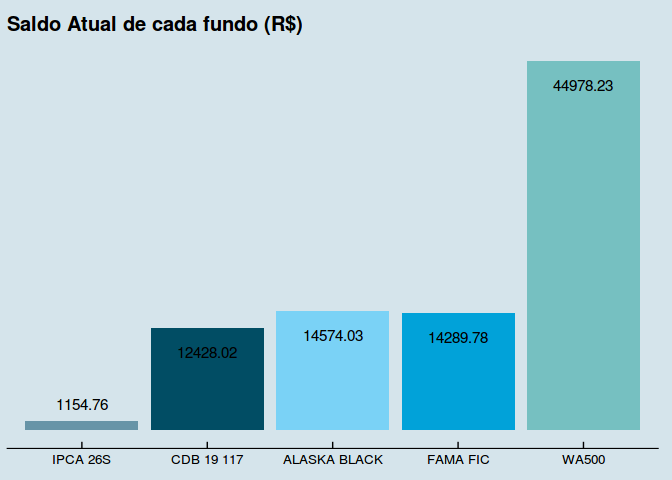 Saldo Atual de cada fundo (R$)
44978.23
14574.03
14289.78
12428.02
1154.76
IPCA 26S
CDB 19 117
ALASKA BLACK
FAMA FIC
WA500